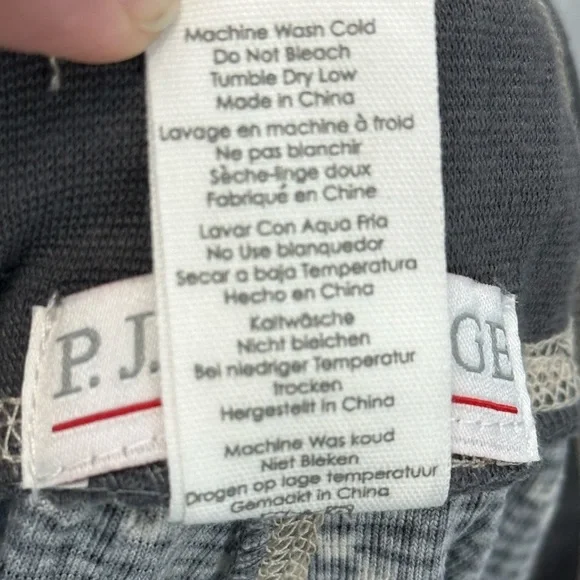 Machine Wash Cold
Do Not Bleach
Tumble Dry Low
Made in China
Lavage en machine à froid
Ne pas blanchir
Sèche-linge doux
Fabriqué en Chine
Lavar Con Aqua Fria
No Use blanquedor
Secar a baja Temperatura
Hecho en China
Kaltwäsche
Nicht bleichen
Bei niedriger Temperatur
trocken
Hergestellt in China
Machine Was koud
Niet Bleken
Drogen op lage temperatuur
Gemaakt in China
P. J. GE